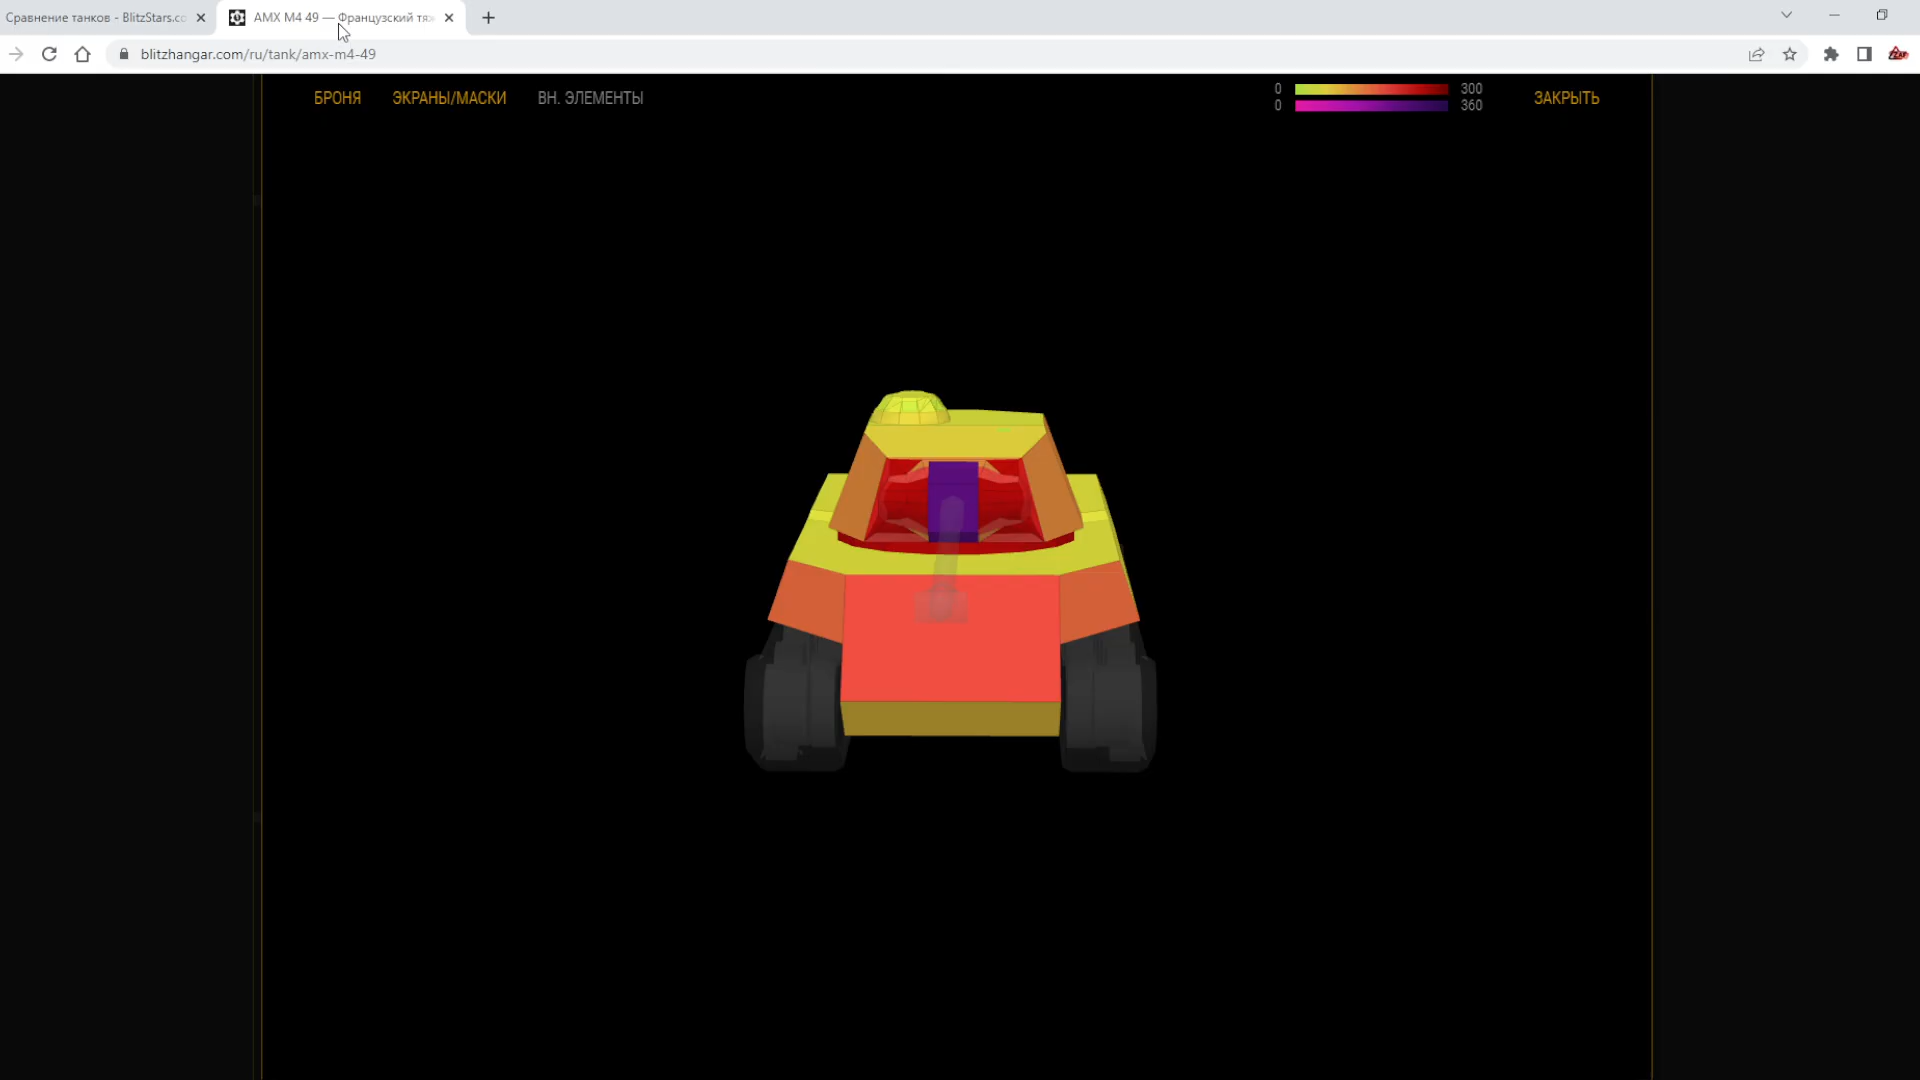 Сравнение танков - BlitzStars.co
AMX M4 49 — Французский тяж
blitzhangar.com/ru/tank/amx-m4-49
БРОНЯ ЭКРАНЫ/МАСКИ ВН. ЭЛЕМЕНТЫ
0 300
0 360
ЗАКРЫТЬ